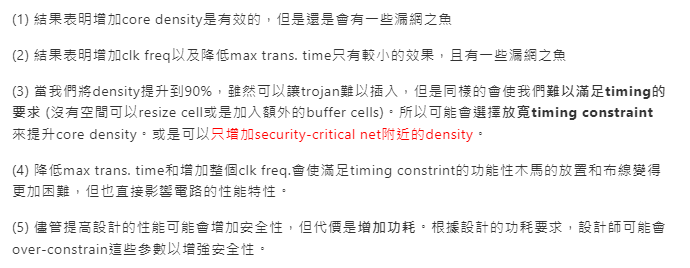 (1) 結果表明增加core density是有效的，但是還是會有一些漏網之魚
(2) 結果表明增加clk freq以及降低max trans. time只有較小的效果，且有一些漏網之魚
(3) 當我們將density提升到90%，雖然可以讓trojan難以插入，但是同樣的會使我們難以滿足timing的
要求 (沒有空間可以resize cell或是加入額外的buffer cells)。所以可能會選擇放寬timing constraint
來提升core density。或是可以只增加security-critical net附近的density。
(4) 降低max trans. time和增加整個clk freq.會使滿足timing constrint的功能性木馬的放置和布線變得
更加困難，但也直接影響電路的性能特性。
(5) 儘管提高設計的性能可能會增加安全性，但代價是增加功耗。根據設計的功耗要求，設計師可能會
over-constrain這些參數以增強安全性。